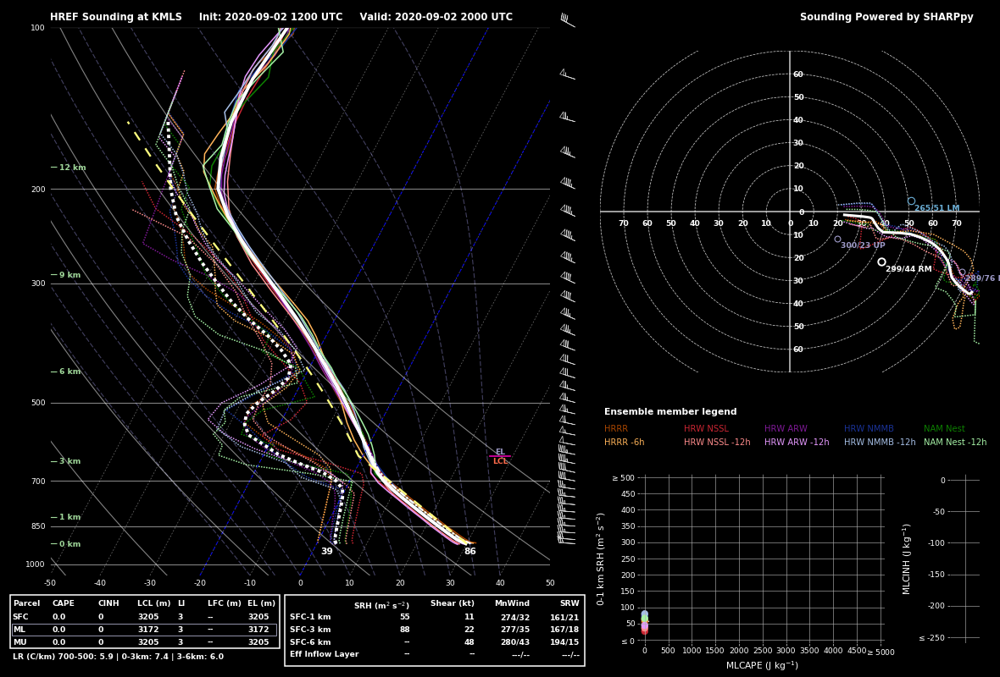 HREF Sounding at KMLS Init: 2020-09-02 1200 UTC Valid: 2020-09-02 2000 UTC
Sounding Powered by SHARPpy
100
200
300
500
700
850
1000
12 km
9 km
6 km
3 km
1 km
0 km
EL
LCL
39 86
-50 -40 -30 -20 -10 0 10 20 30 40 50
60
50
40
30
20
10
0
70 60 50 40 30 20 10 0 10 20 30 40 50 60 70
10
20
30
40
50
60
265/51 LM
300/23 UP
299/44 RM
289/76
Ensemble member legend
HRRR HRW NSSL HRW ARW HRW NMMB NAM Nest
HRRR -6h HRW NSSL -12h HRW ARW -12h HRW NMMB -12h NAM Nest -12h
Parcel CAPE CINH LCL (m) LI LFC (m) EL (m)
SFC 0.0 0 3205 3 -- 3205
ML 0.0 0 3172 3 -- 3172
MU 0.0 0 3205 3 -- 3205
LR (C/km) 700-500: 5.9 | 0-3km: 7.4 | 3-6km: 6.0
SRH (m² s⁻²) Shear (kt) MnWind SRW
SFC-1 km 55 11 274/32 161/21
SFC-3 km 88 22 277/35 167/18
SFC-6 km -- 48 280/43 194/15
Eff Inflow Layer -- -- ---/-- ---/--
0-1 km SRH (m² s⁻²)
≥ 500
450
400
350
300
250
200
150
100
50
≤ 0
0 500 1000 1500 2000 2500 3000 3500 4000 4500 ≥ 5000
MLCAPE (J kg⁻¹)
MLCINH (J kg⁻¹)
0
-50
-100
-150
-200
≤ -250